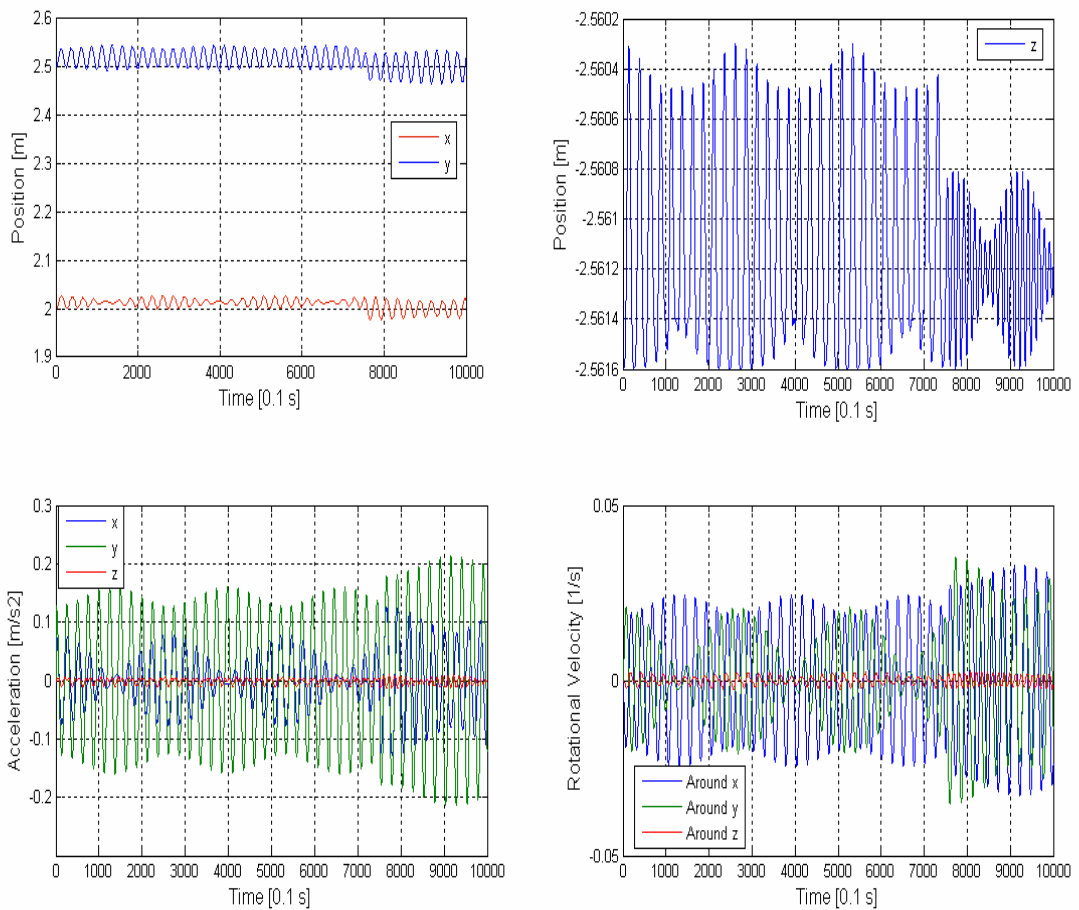 2.6
2.5
2.4
2.3
2.2
2.1
2
1.9
Position [m]
x
y
0 2000 4000 6000 8000 10000
Time [0.1 s]
-2.5602
-2.5604
-2.5606
-2.5608
-2.561
-2.5612
-2.5614
-2.5616
Position [m]
z
0 1000 2000 3000 4000 5000 6000 7000 8000 9000 10000
Time [0.1 s]
0.3
0.2
0.1
0
-0.1
-0.2
Acceleration [m/s2]
x
y
z
0 1000 2000 3000 4000 5000 6000 7000 8000 9000 10000
Time [0.1 s]
0.05
0
-0.05
Rotational Velocity [1/s]
Around x
Around y
Around z
0 1000 2000 3000 4000 5000 6000 7000 8000 9000 10000
Time [0.1 s]